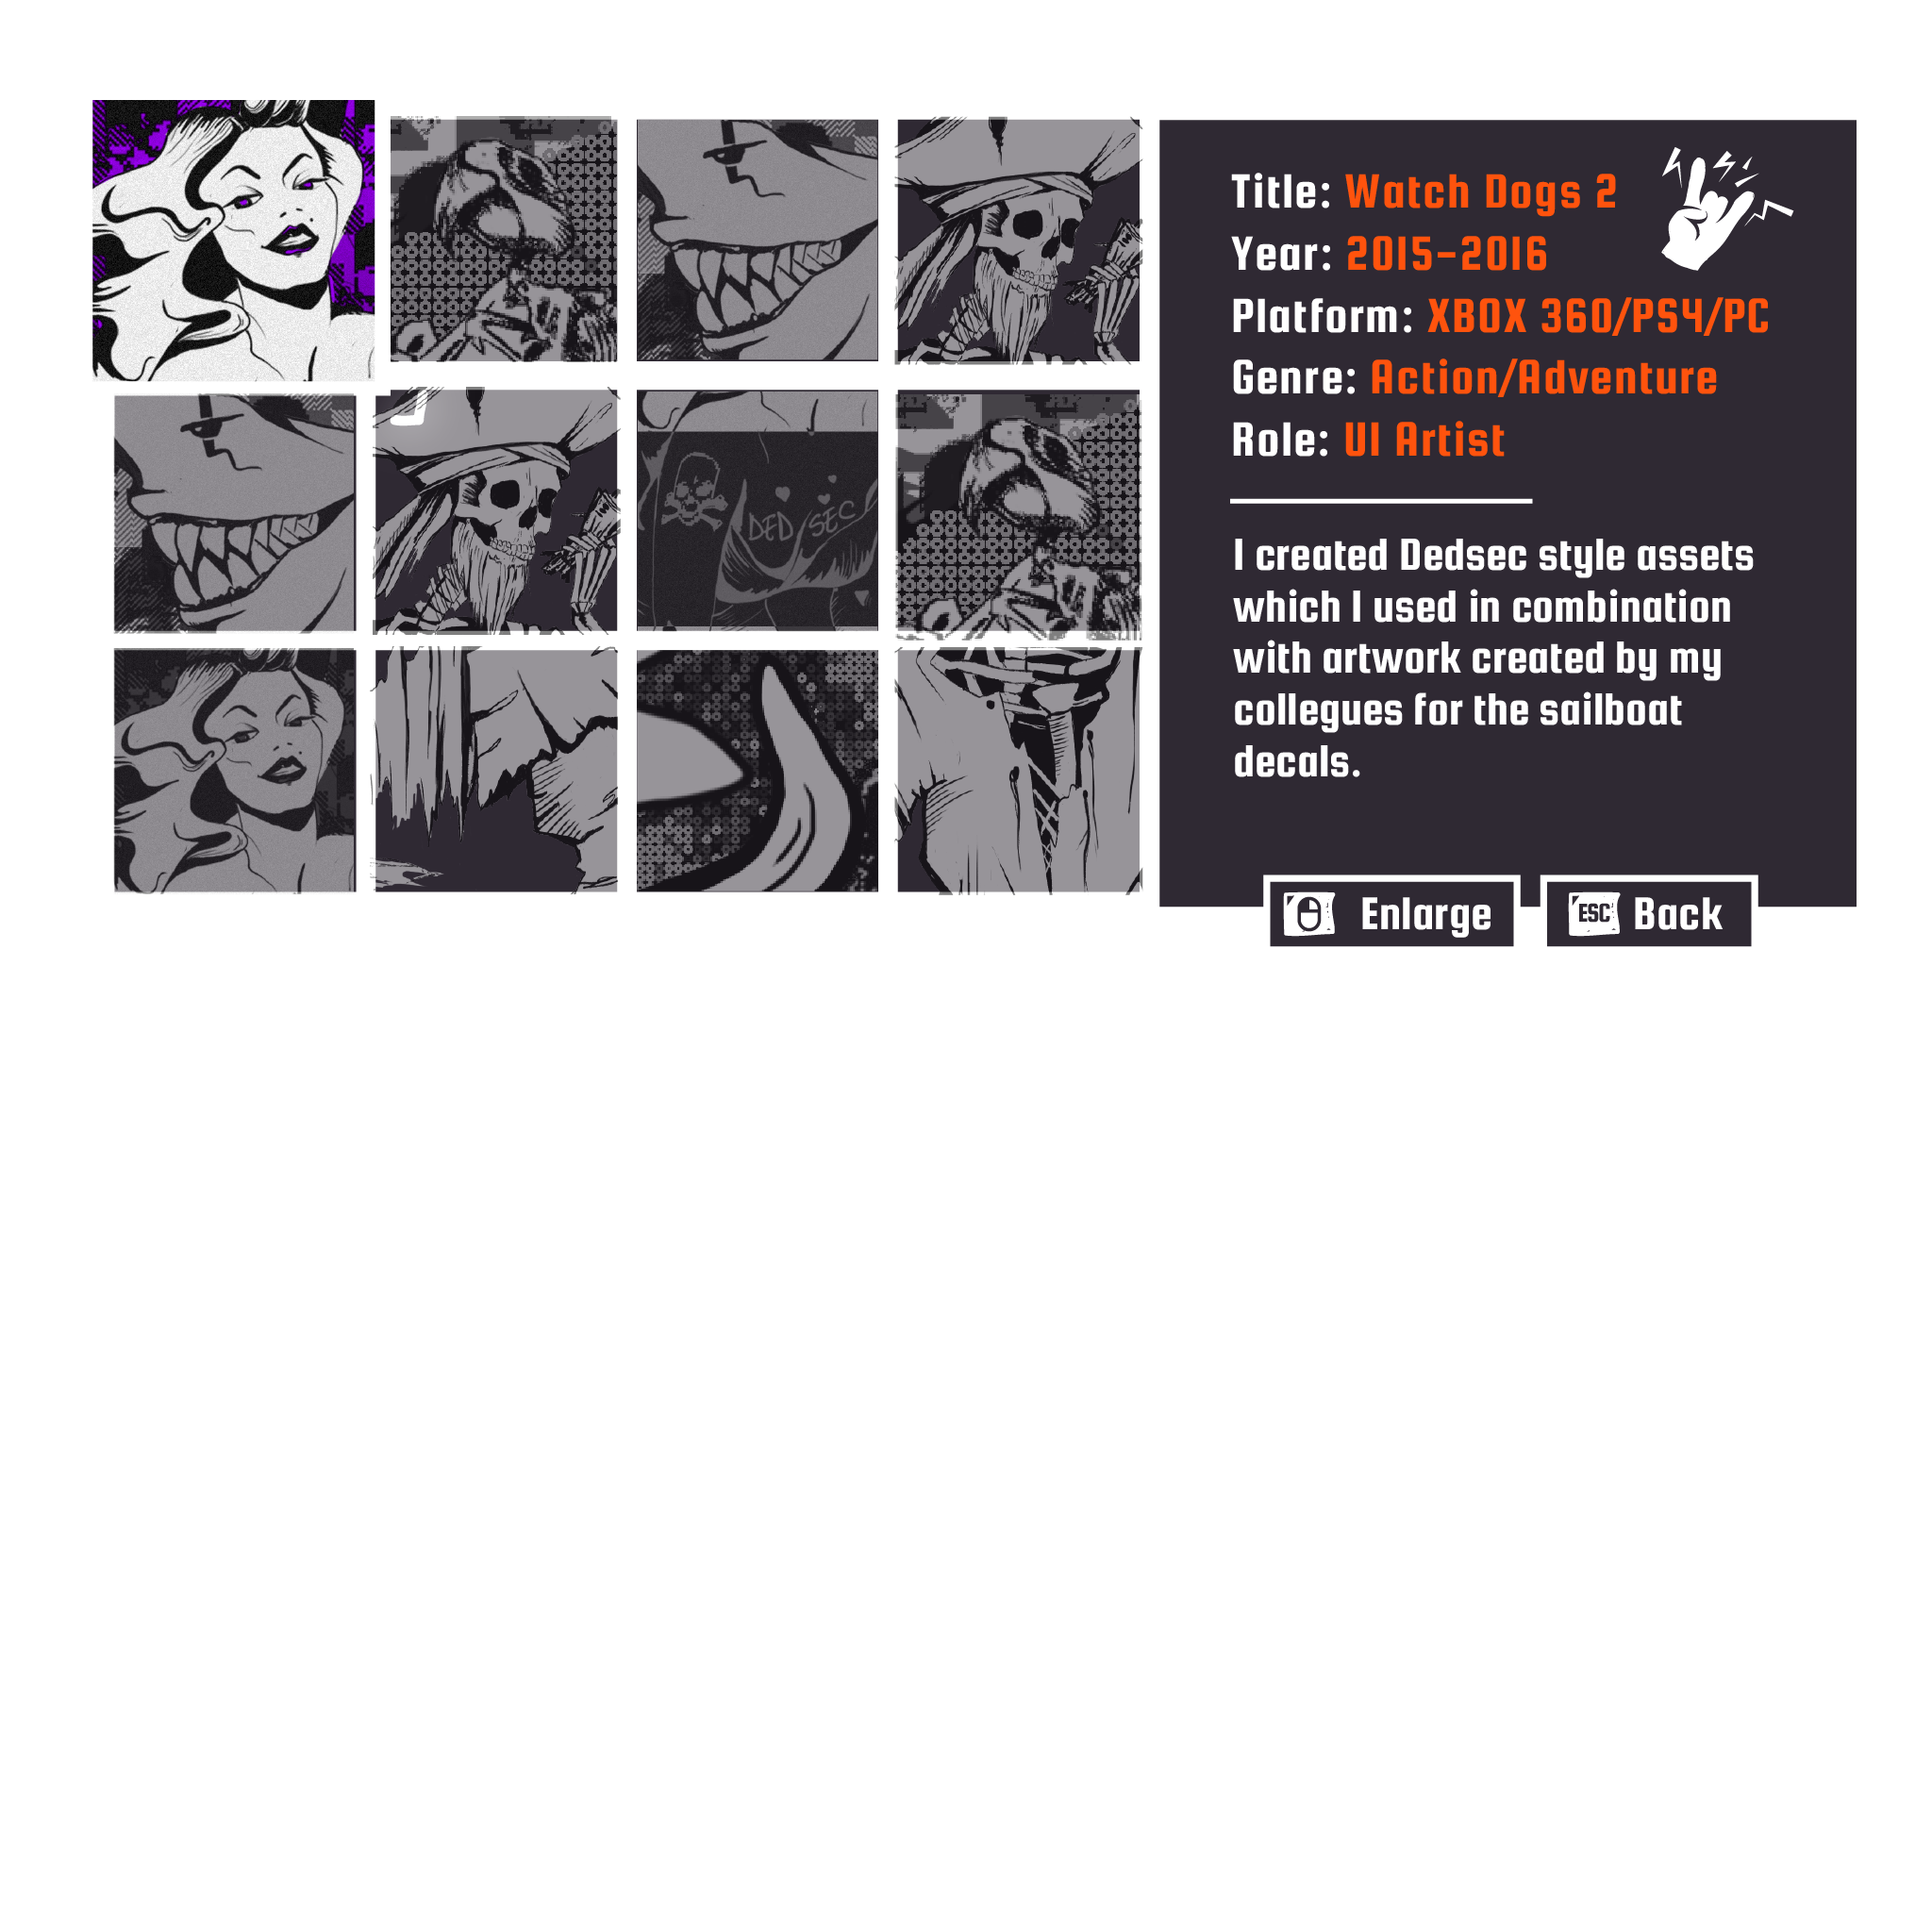 DED SEC
Title: Watch Dogs 2
Year: 2015-2016
Platform: XBOX 360/PS4/PC
Genre: Action/Adventure
Role: UI Artist
I created Dedsec style assets
which I used in combination
with artwork created by my
collegues for the sailboat
decals.
Enlarge
ESC Back